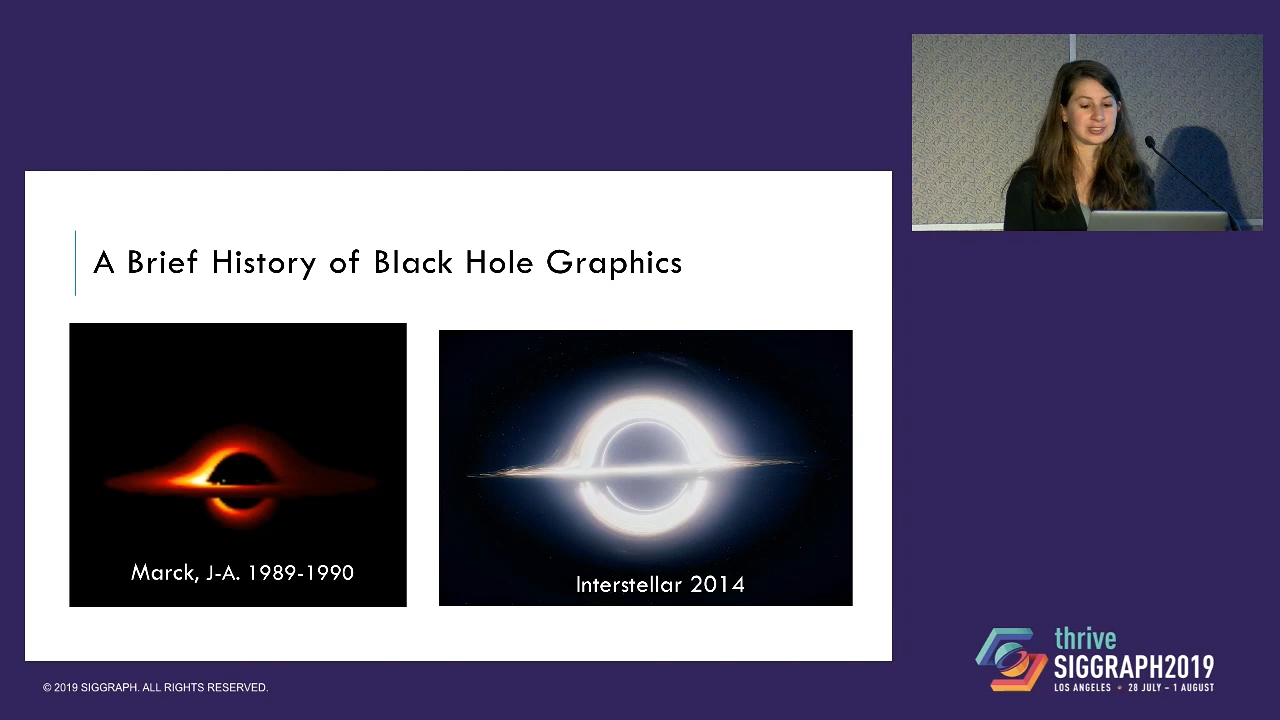 A Brief History of Black Hole Graphics
Marck, J-A. 1989-1990
Interstellar 2014
© 2019 SIGGRAPH. ALL RIGHTS RESERVED.
thrive
SIGGRAPH2019
LOS ANGELES • 28 JULY – 1 AUGUST